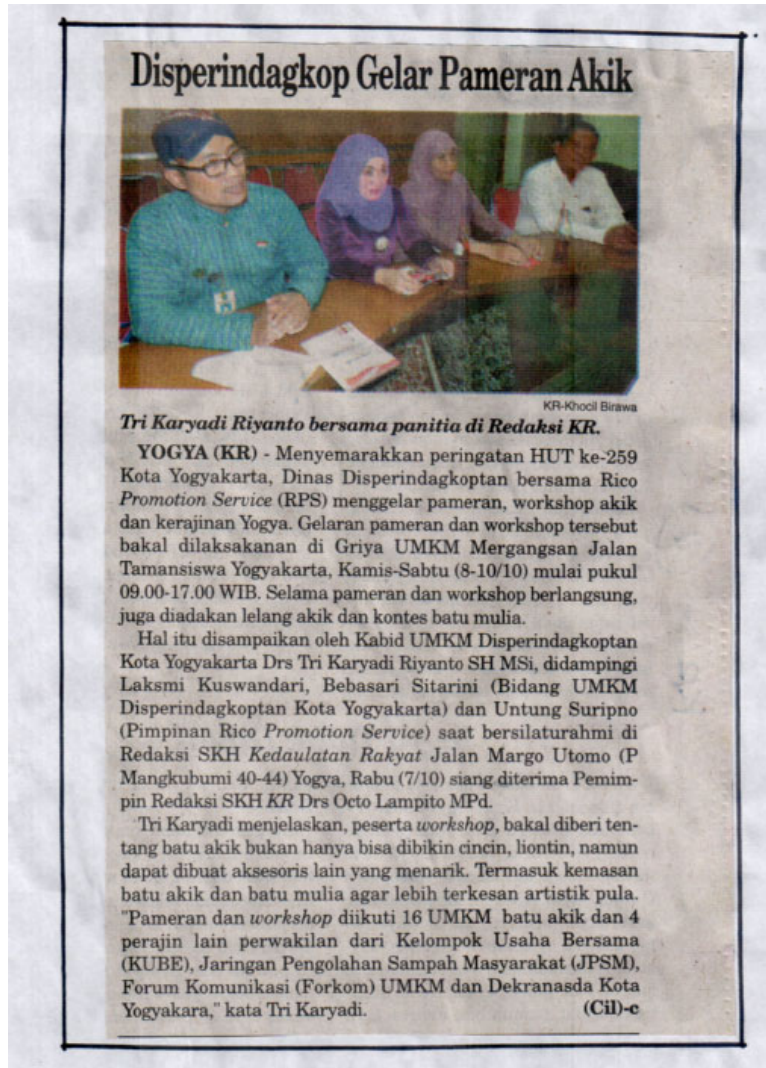 Disperindagkop Gelar Pameran Akik
KR-Khocil Birawa
Tri Karyadi Riyanto bersama panitia di Redaksi KR.
YOGYA (KR) - Menyemarakkan peringatan HUT ke-259
Kota Yogyakarta, Dinas Disperindagkoptan bersama Rico
Promotion Service (RPS) menggelar pameran, workshop akik
dan kerajinan Yogya. Gelaran pameran dan workshop tersebut
bakal dilaksakanan di Griya UMKM Mergangsan Jalan
Tamansiswa Yogyakarta, Kamis-Sabtu (8-10/10) mulai pukul
09.00-17.00 WIB. Selama pameran dan workshop berlangsung,
juga diadakan lelang akik dan kontes batu mulia.
Hal itu disampaikan oleh Kabid UMKM Disperindagkoptan
Kota Yogyakarta Drs Tri Karyadi Riyanto SH MSi, didampingi
Laksmi Kuswandari, Bebasari Sitarini (Bidang UMKM
Disperindagkoptan Kota Yogyakarta) dan Untung Suripno
(Pimpinan Rico Promotion Service) saat bersilaturahmi di
Redaksi SKH Kedaulatan Rakyat Jalan Margo Utomo (P
Mangkubumi 40-44) Yogya, Rabu (7/10) siang diterima Pemim-
pin Redaksi SKH KR Drs Octo Lampito MPd.
Tri Karyadi menjelaskan, peserta workshop, bakal diberi ten-
tang batu akik bukan hanya bisa dibikin cincin, liontin, namun
dapat dibuat aksesoris lain yang menarik. Termasuk kemasan
batu akik dan batu mulia agar lebih terkesan artistik pula.
"Pameran dan workshop diikuti 16 UMKM batu akik dan 4
perajin lain perwakilan dari Kelompok Usaha Bersama
(KUBE), Jaringan Pengolahan Sampah Masyarakat (JPSM),
Forum Komunikasi (Forkom) UMKM dan Dekranasda Kota
Yogyakara," kata Tri Karyadi. (Cil)-c